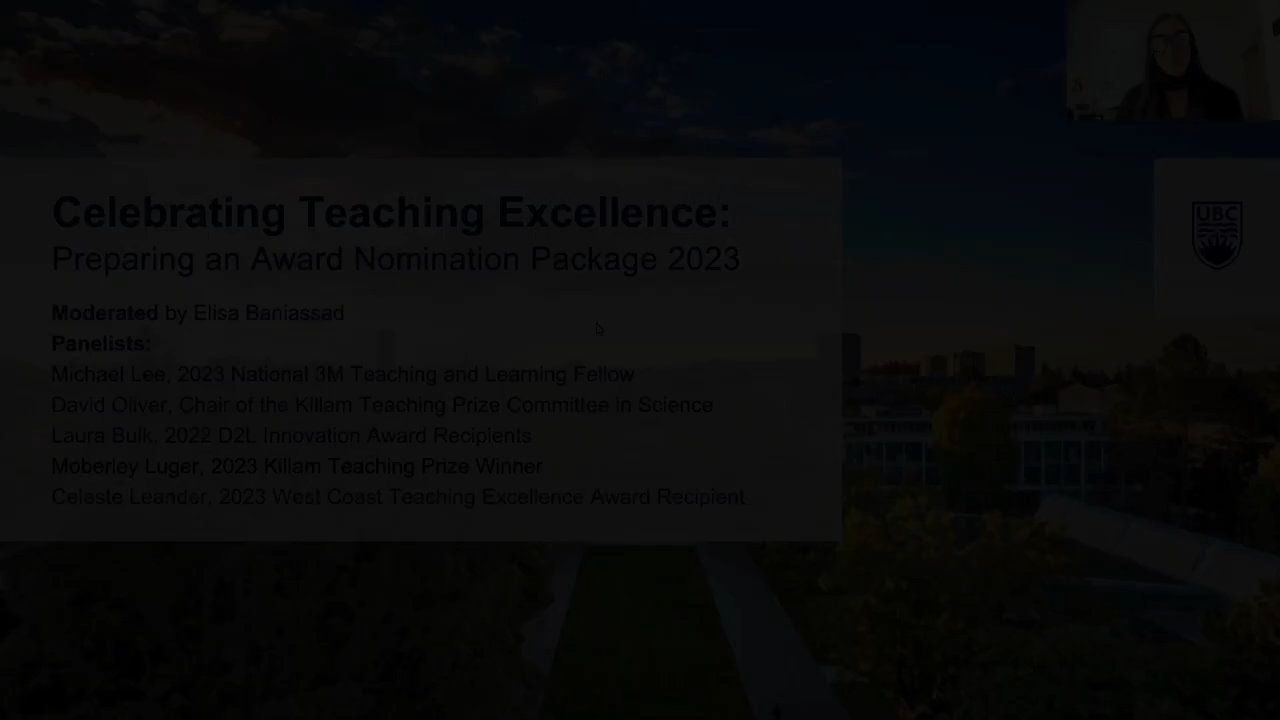 Celebrating Teaching Excellence:
Preparing an Award Nomination Package 2023
Moderated by Elisa Baniassad
Panelists:
Michael Lee, 2023 National 3M Teaching and Learning Fellow
David Oliver, Chair of the Killam Teaching Prize Committee in Science
Laura Bulk, 2022 D2L Innovation Award Recipients
Moberley Luger, 2023 Killam Teaching Prize Winner
Celeste Leander, 2023 West Coast Teaching Excellence Award Recipient
UBC